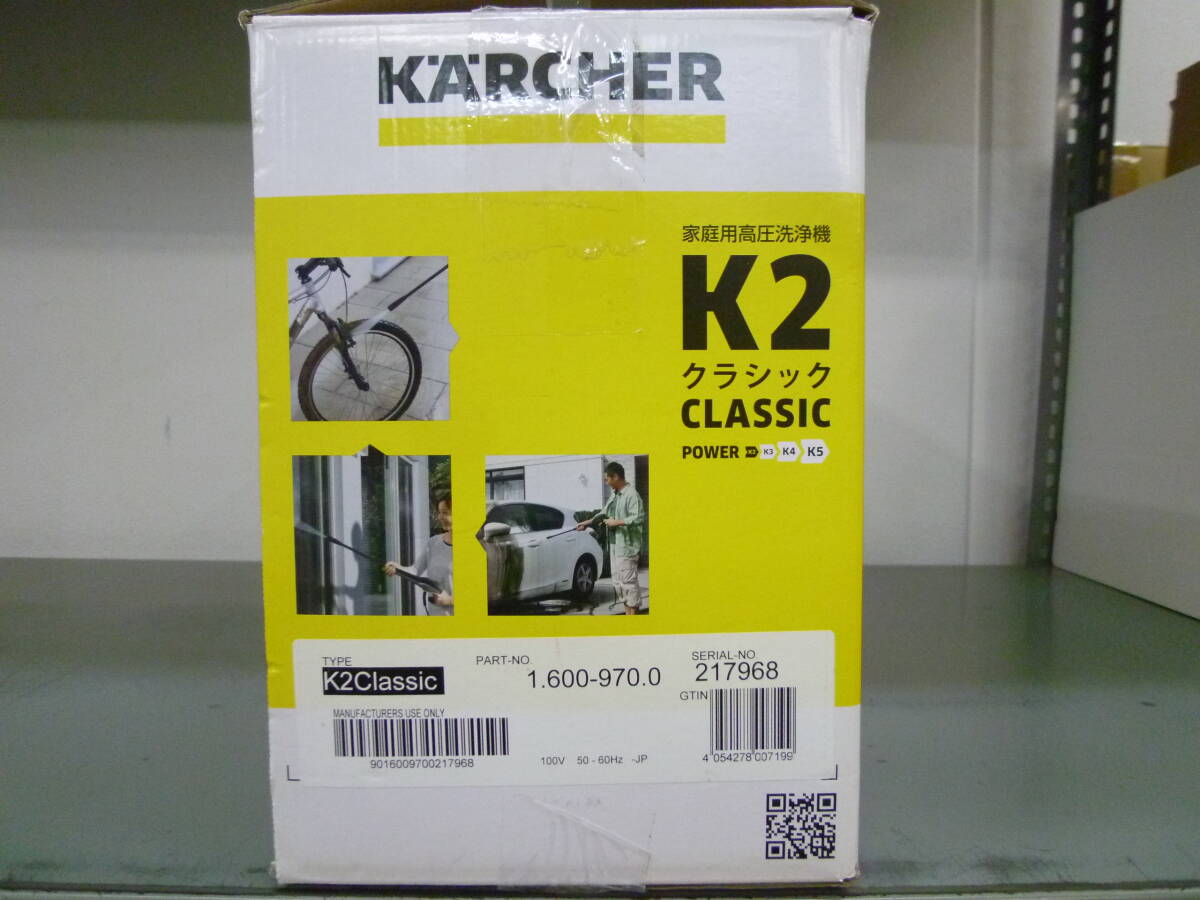 KÄRCHER
家庭用高圧洗浄機
K2
クラシック
CLASSIC
POWER K2 K3 K4 K5
TYPE
K2Classic
PART-NO.
1.600-970.0
SERIAL-NO.
217968
GTIN
4 054278 007199
MANUFACTURERS USE ONLY
9016009700217968
100V 50 - 60Hz -JP